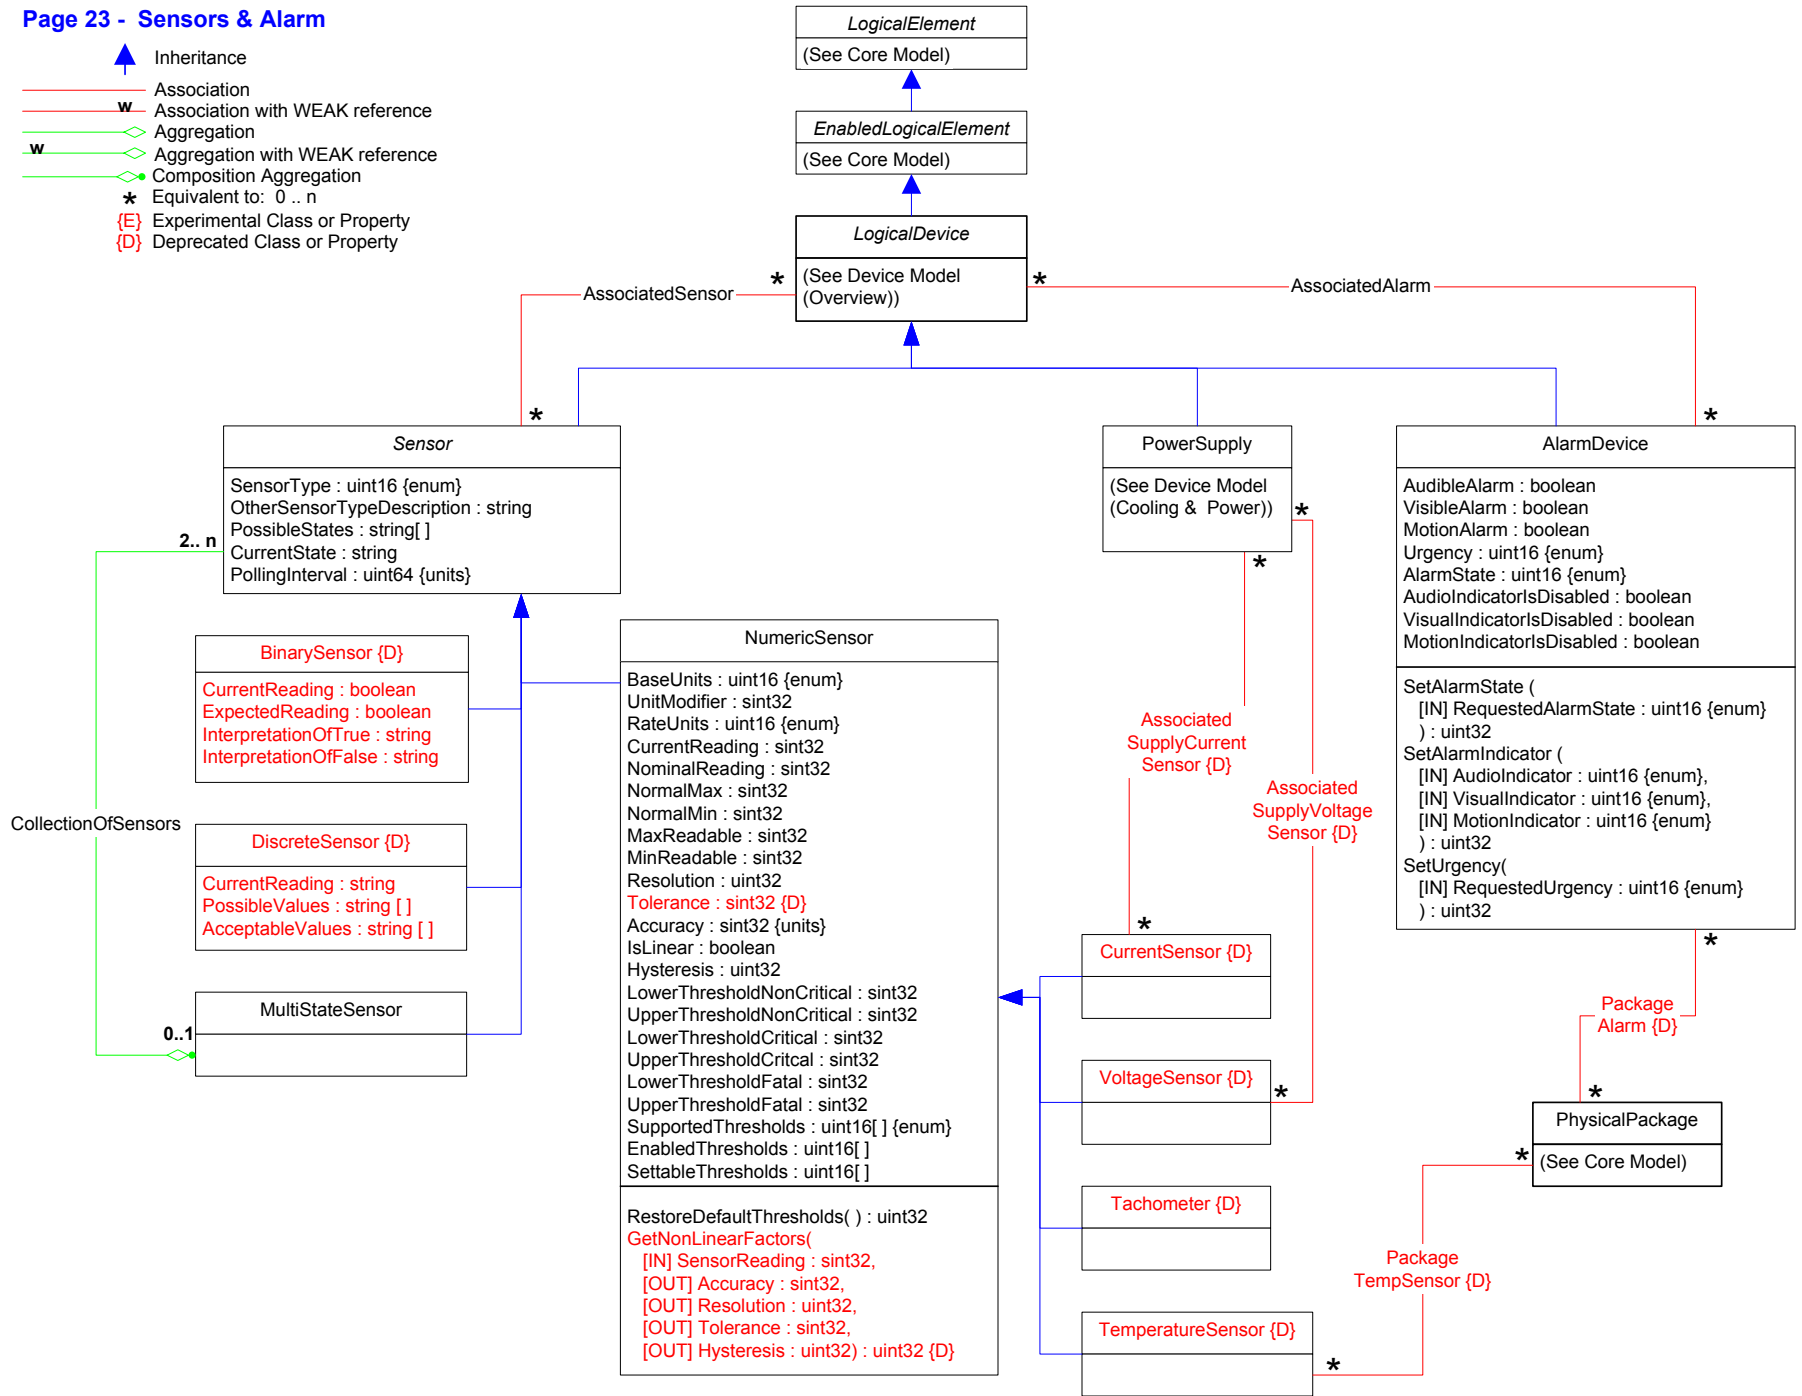 Page 23 - Sensors & Alarm
Inheritance
Association
w
Association with WEAK reference
Aggregation
w
Aggregation with WEAK reference
Composition Aggregation
* Equivalent to: 0 .. n
{E} Experimental Class or Property
{D} Deprecated Class or Property
LogicalElement
(See Core Model)
EnabledLogicalElement
(See Core Model)
LogicalDevice
(See Device Model
(Overview))
*
AssociatedSensor
*
*
AssociatedAlarm
*
Sensor
SensorType : uint16 {enum}
OtherSensorTypeDescription : string
PossibleStates : string[ ]
CurrentState : string
PollingInterval : uint64 {units}
2.. n
CollectionOfSensors
0..1
BinarySensor {D}
CurrentReading : boolean
ExpectedReading : boolean
InterpretationOfTrue : string
InterpretationOfFalse : string
DiscreteSensor {D}
CurrentReading : string
PossibleValues : string [ ]
AcceptableValues : string [ ]
MultiStateSensor
NumericSensor
BaseUnits : uint16 {enum}
UnitModifier : sint32
RateUnits : uint16 {enum}
CurrentReading : sint32
NominalReading : sint32
NormalMax : sint32
NormalMin : sint32
MaxReadable : sint32
MinReadable : sint32
Resolution : uint32
Tolerance : sint32 {D}
Accuracy : sint32 {units}
IsLinear : boolean
Hysteresis : uint32
LowerThresholdNonCritical : sint32
UpperThresholdNonCritical : sint32
LowerThresholdCritical : sint32
UpperThresholdCritcal : sint32
LowerThresholdFatal : sint32
UpperThresholdFatal : sint32
SupportedThresholds : uint16[ ] {enum}
EnabledThresholds : uint16[ ]
SettableThresholds : uint16[ ]
RestoreDefaultThresholds( ) : uint32
GetNonLinearFactors(
[IN] SensorReading : sint32,
[OUT] Accuracy : sint32,
[OUT] Resolution : uint32,
[OUT] Tolerance : sint32,
[OUT] Hysteresis : uint32) : uint32 {D}
PowerSupply
(See Device Model
(Cooling & Power))
*
*
Associated
SupplyCurrent
Sensor {D}
*
Associated
SupplyVoltage
Sensor {D}
*
CurrentSensor {D}
VoltageSensor {D}
Tachometer {D}
TemperatureSensor {D}
*
AlarmDevice
AudibleAlarm : boolean
VisibleAlarm : boolean
MotionAlarm : boolean
Urgency : uint16 {enum}
AlarmState : uint16 {enum}
AudioIndicatorIsDisabled : boolean
VisualIndicatorIsDisabled : boolean
MotionIndicatorIsDisabled : boolean
SetAlarmState (
[IN] RequestedAlarmState : uint16 {enum}
) : uint32
SetAlarmIndicator (
[IN] AudioIndicator : uint16 {enum},
[IN] VisualIndicator : uint16 {enum},
[IN] MotionIndicator : uint16 {enum}
) : uint32
SetUrgency(
[IN] RequestedUrgency : uint16 {enum}
) : uint32
*
Package
Alarm {D}
*
PhysicalPackage
(See Core Model)
*
Package
TempSensor {D}